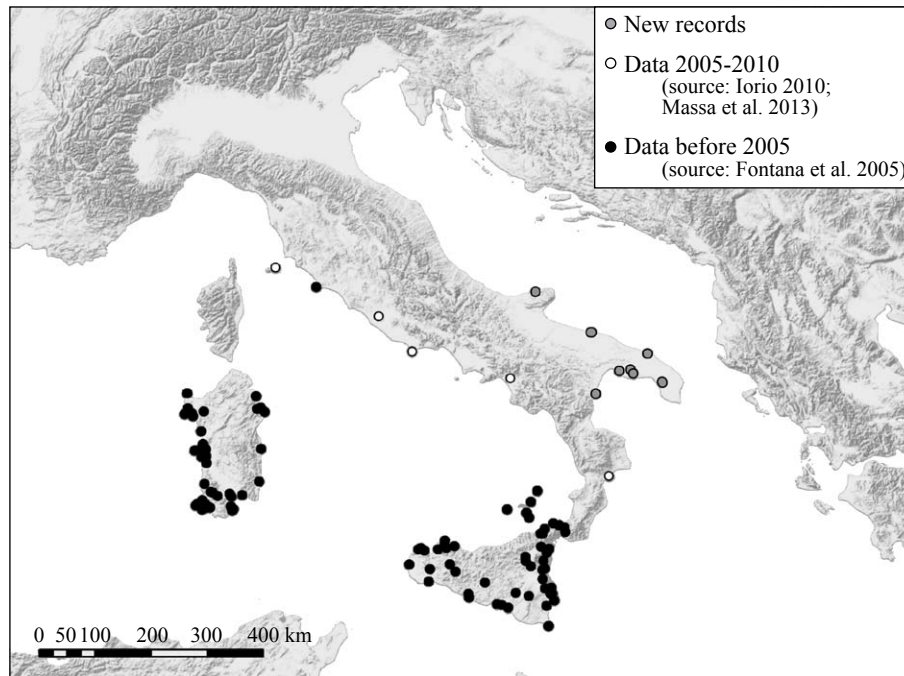 New records
Data 2005-2010
(source: Iorio 2010;
Massa et al. 2013)
Data before 2005
(source: Fontana et al. 2005)
0 50 100 200 300 400 km